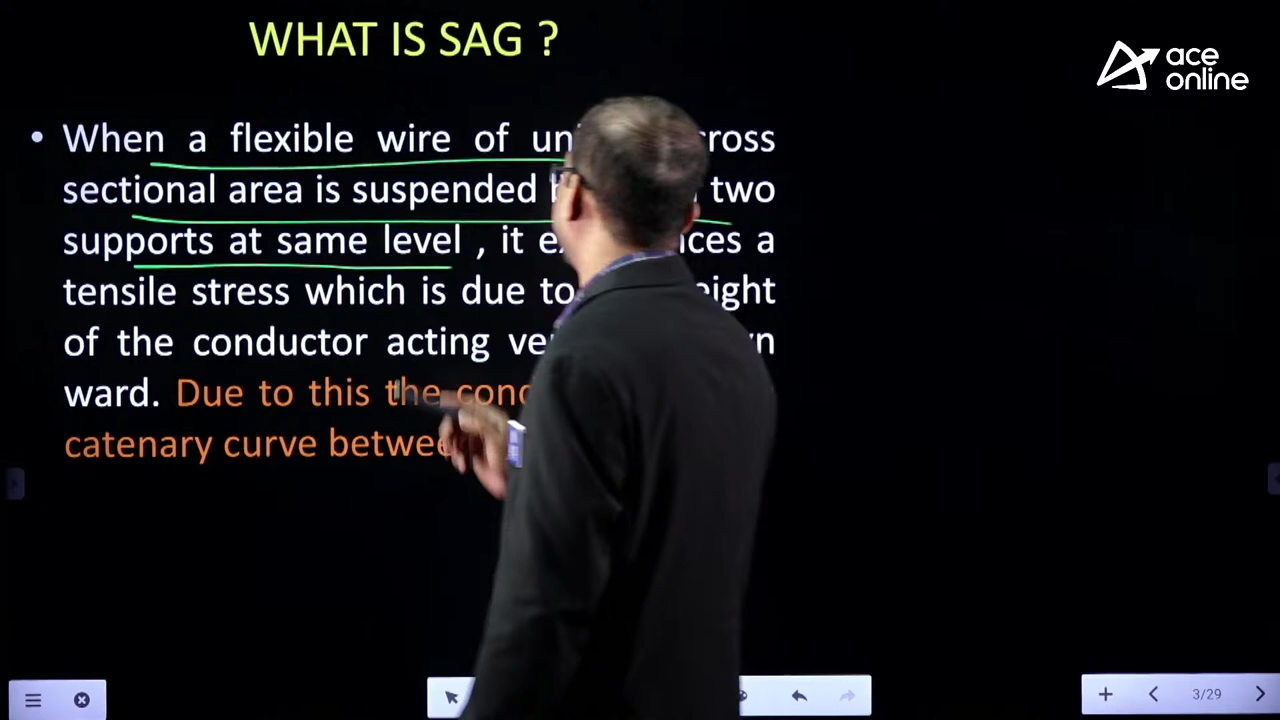 WHAT IS SAG ?
ace
online
• When a flexible wire of cross
sectional area is suspended two
supports at same level , it a
tensile stress which is due to
of the conductor acting
ward. Due to this the
catenary curve
3/29